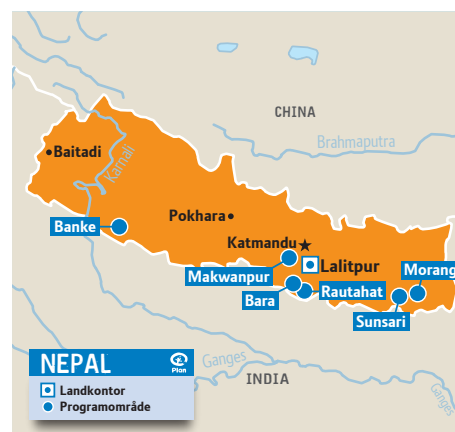 CHINA
Brahmaputra
Baitadi
Karnali
Pokhara
Banke
Katmandu
Lalitpur
Makwanpur
Morang
Bara
Rautahat
Sunsari
NEPAL
Plan
Ganges
INDIA
Ganges
Landkontor
Programområde